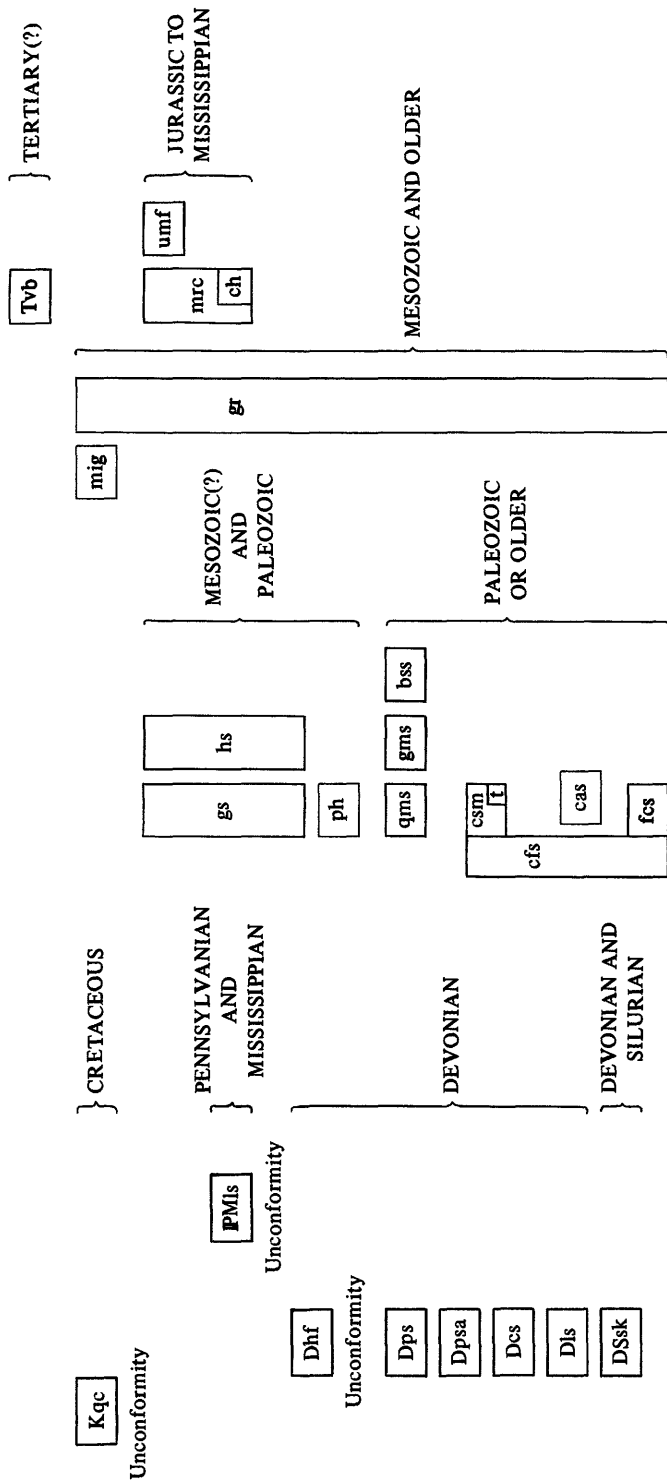 Tvb
TERTIARY(?)
Kqc
CRETACEOUS
mig
Unconformity
gs
hs
MESOZOIC(?)
AND
PALEOZOIC
gr
mrc
ch
umf
JURASSIC TO
MISSISSIPPIAN
ℙMls
PENNSYLVANIAN
AND
MISSISSIPPIAN
Unconformity
Dhf
ph
Unconformity
MESOZOIC AND OLDER
Dps
Dpsa
Dcs
Dls
DEVONIAN
qms
gms
bss
cfs
csm
t
cas
fcs
PALEOZOIC
OR OLDER
DSsk
DEVONIAN AND
SILURIAN